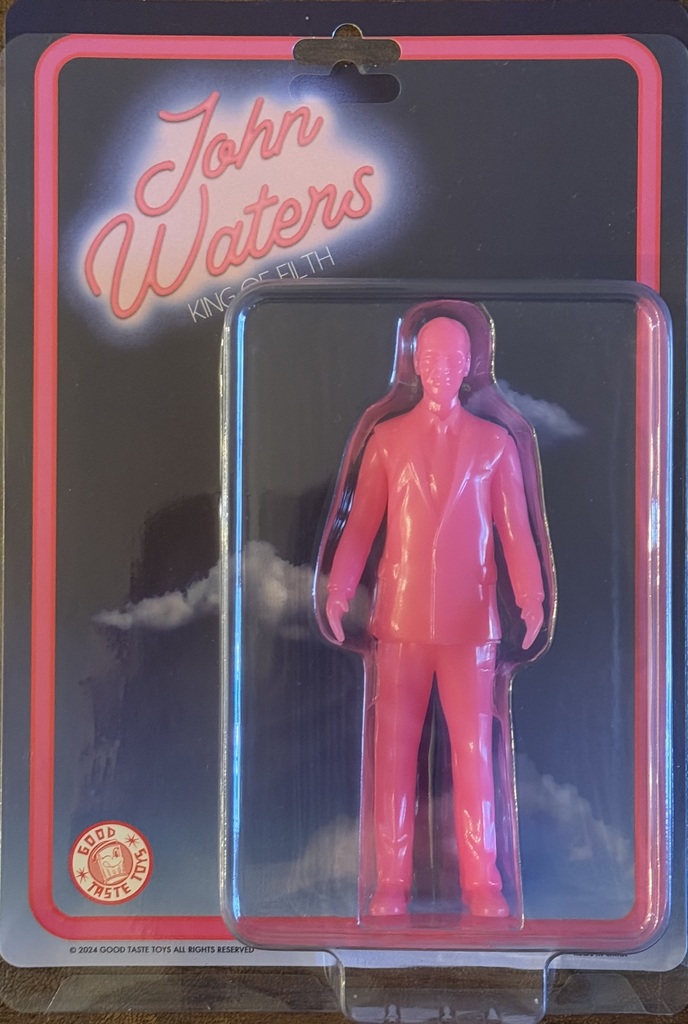 John
Waters
KING OF FILTH
GOOD
TASTE TOYS
© 2024 GOOD TASTE TOYS ALL RIGHTS RESERVED